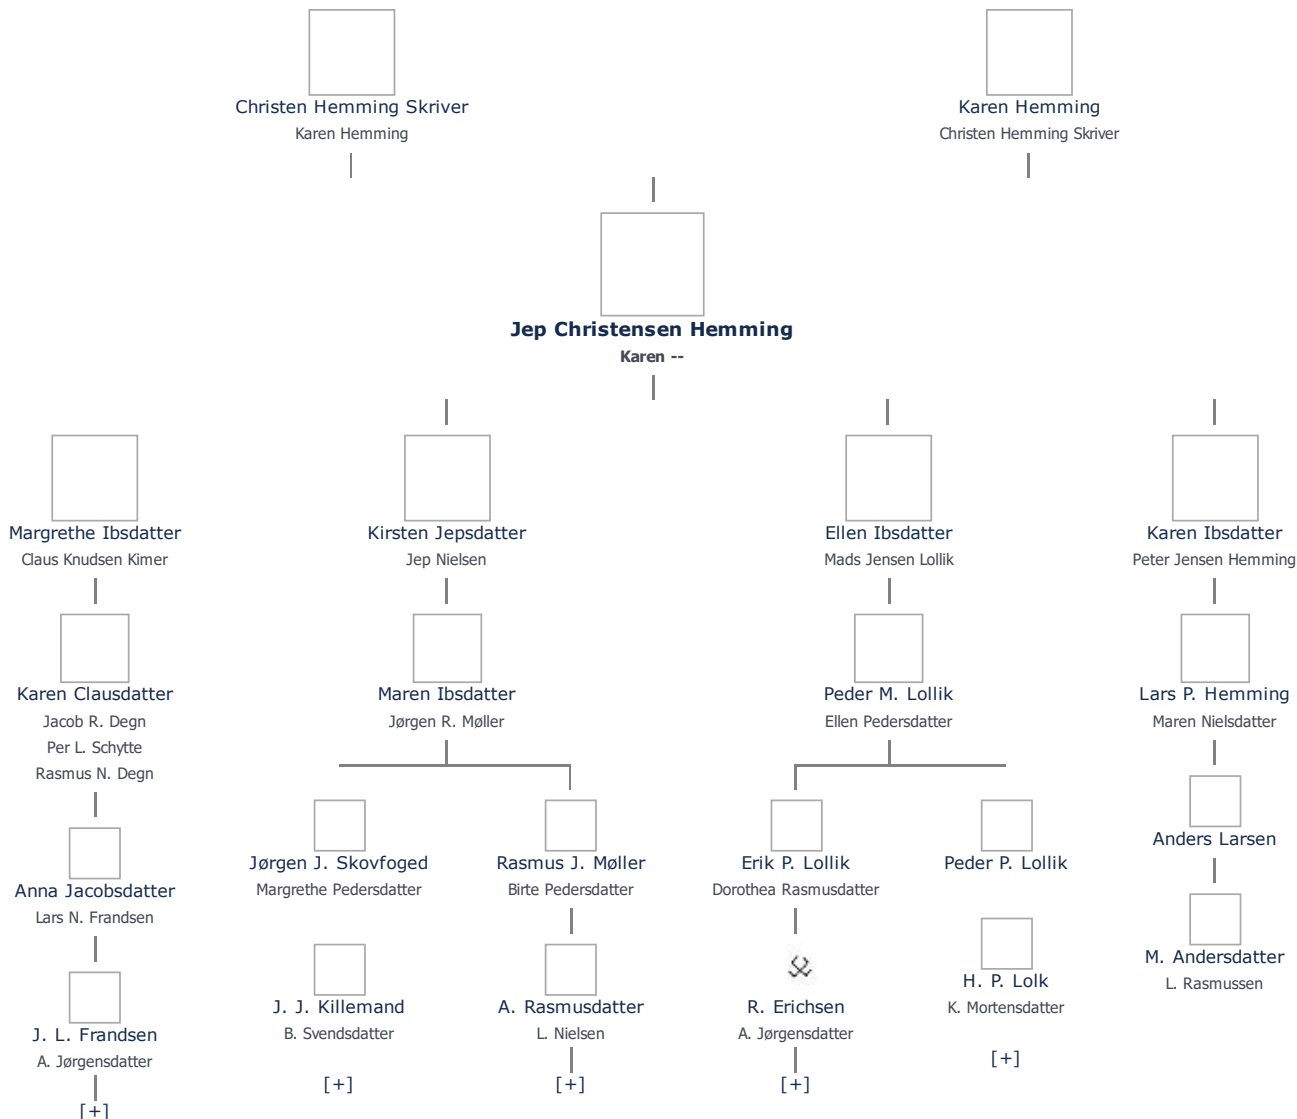 Christen Hemming Skriver
Karen Hemming
Karen Hemming
Christen Hemming Skriver
Jep Christensen Hemming
Karen --
Margrethe Ibsdatter
Claus Knudsen Kimer
Kirsten Jepsdatter
Jep Nielsen
Ellen Ibsdatter
Mads Jensen Lollik
Karen Ibsdatter
Peter Jensen Hemming
Karen Clausdatter
Jacob R. Degn
Per L. Schytte
Rasmus N. Degn
Maren Ibsdatter
Jørgen R. Møller
Peder M. Lollik
Ellen Pedersdatter
Lars P. Hemming
Maren Nielsdatter
Anna Jacobsdatter
Lars N. Frandsen
Jørgen J. Skovfoged
Margrethe Pedersdatter
Rasmus J. Møller
Birte Pedersdatter
Erik P. Lollik
Dorothea Rasmusdatter
Peder P. Lollik
Anders Larsen
J. L. Frandsen
A. Jørgensdatter
[+]
J. J. Killemand
B. Svendsdatter
[+]
A. Rasmusdatter
L. Nielsen
[+]
R. Erichsen
A. Jørgensdatter
[+]
H. P. Lolk
K. Mortensdatter
[+]
M. Andersdatter
L. Rasmussen